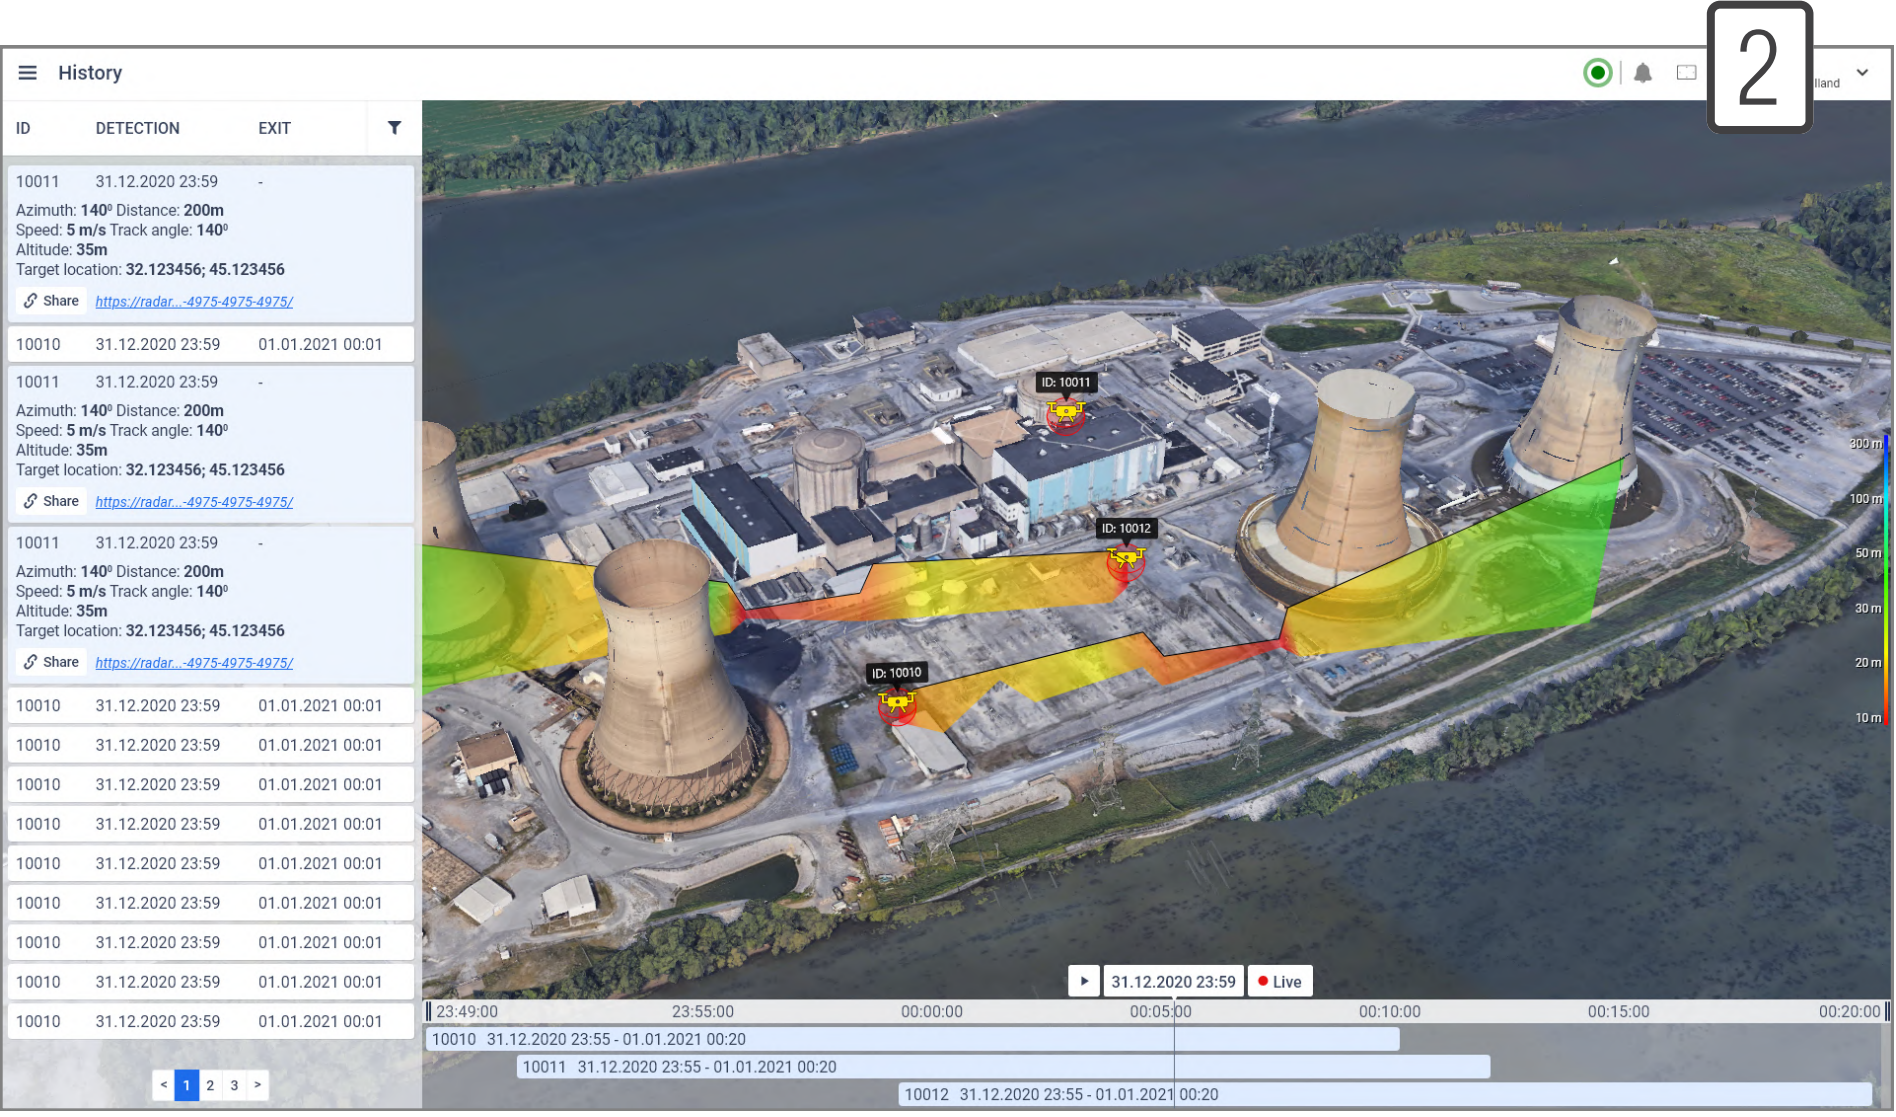 2
History
lland
ID DETECTION EXIT
10011 31.12.2020 23:59 -
Azimuth: 140⁰ Distance: 200m
Speed: 5 m/s Track angle: 140⁰
Altitude: 35m
Target location: 32.123456; 45.123456
Share https://radar...-4975-4975-4975/
10010 31.12.2020 23:59 01.01.2021 00:01
10011 31.12.2020 23:59 -
Azimuth: 140⁰ Distance: 200m
Speed: 5 m/s Track angle: 140⁰
Altitude: 35m
Target location: 32.123456; 45.123456
Share https://radar...-4975-4975-4975/
10011 31.12.2020 23:59 -
Azimuth: 140⁰ Distance: 200m
Speed: 5 m/s Track angle: 140⁰
Altitude: 35m
Target location: 32.123456; 45.123456
Share https://radar...-4975-4975-4975/
10010 31.12.2020 23:59 01.01.2021 00:01
10010 31.12.2020 23:59 01.01.2021 00:01
10010 31.12.2020 23:59 01.01.2021 00:01
10010 31.12.2020 23:59 01.01.2021 00:01
10010 31.12.2020 23:59 01.01.2021 00:01
10010 31.12.2020 23:59 01.01.2021 00:01
10010 31.12.2020 23:59 01.01.2021 00:01
10010 31.12.2020 23:59 01.01.2021 00:01
10010 31.12.2020 23:59 01.01.2021 00:01
< 1 2 3 >
ID: 10011
ID: 10012
ID: 10010
300 m
100 m
50 m
30 m
20 m
10 m
31.12.2020 23:59 Live
23:49:00 23:55:00 00:00:00 00:05:00 00:10:00 00:15:00 00:20:00
10010 31.12.2020 23:55 - 01.01.2021 00:20
10011 31.12.2020 23:55 - 01.01.2021 00:20
10012 31.12.2020 23:55 - 01.01.2021 00:20